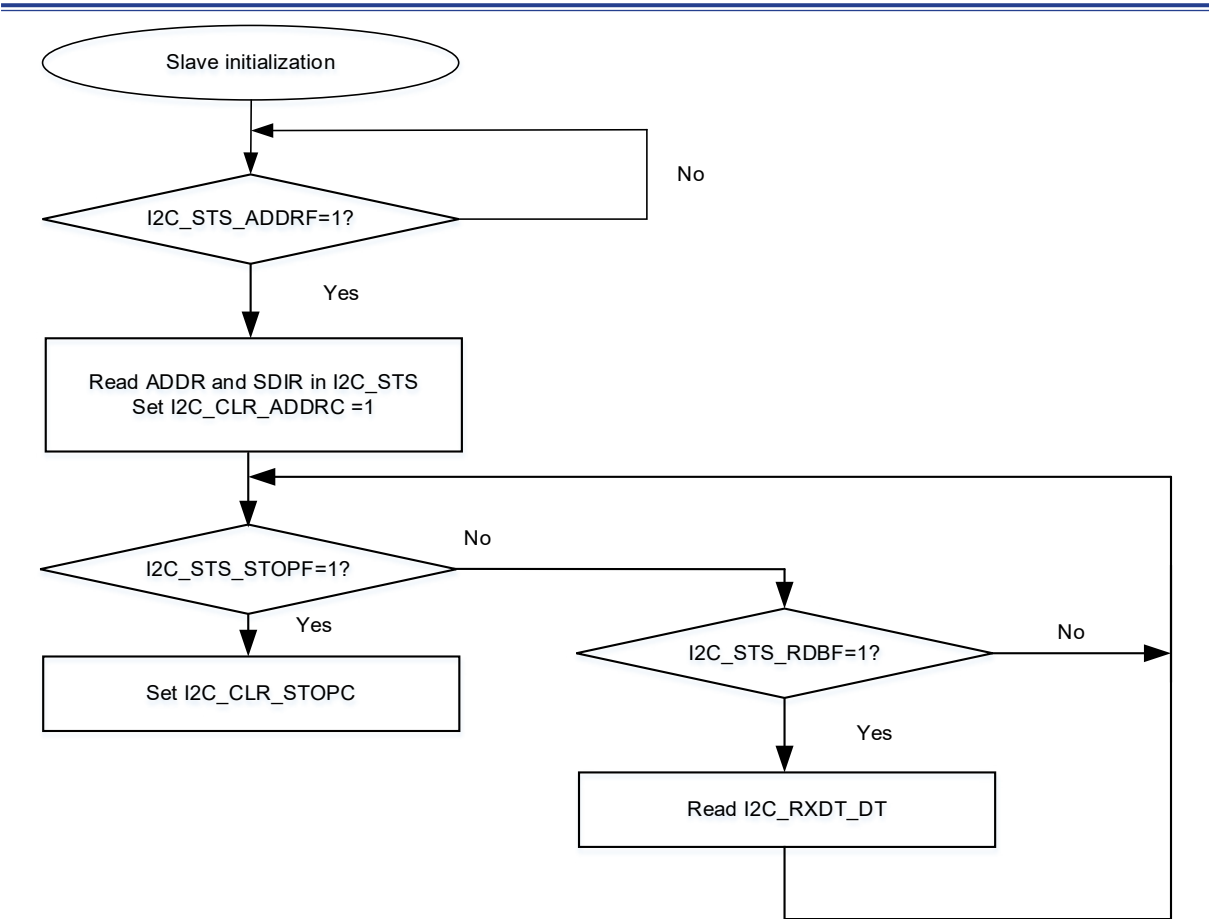 Slave initialization
No
I2C_STS_ADDRF=1?
Yes
Read ADDR and SDIR in I2C_STS
Set I2C_CLR_ADDRC =1
No
I2C_STS_STOPF=1?
Yes
No
I2C_STS_RDBF=1?
Set I2C_CLR_STOPC
Yes
Read I2C_RXDT_DT